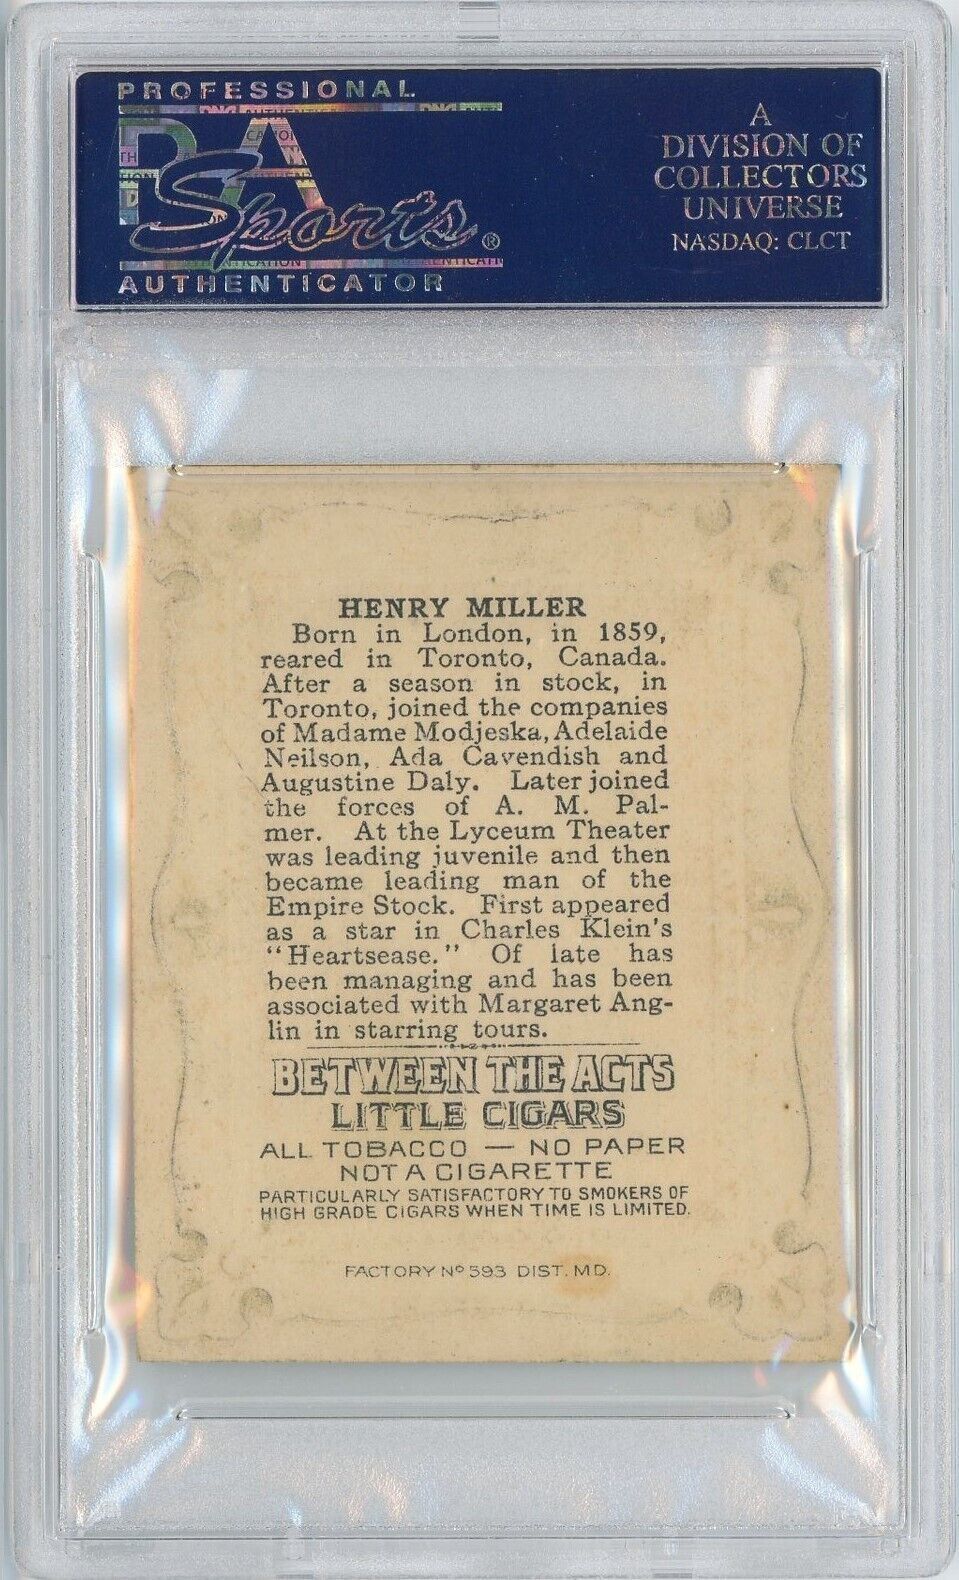 PROFESSIONAL
PSA
Sports®
AUTHENTICATOR
A
DIVISION OF
COLLECTORS
UNIVERSE
NASDAQ: CLCT
HENRY MILLER
Born in London, in 1859,
reared in Toronto, Canada.
After a season in stock, in
Toronto, joined the companies
of Madame Modjeska, Adelaide
Neilson, Ada Cavendish and
Augustine Daly. Later joined
the forces of A. M. Pal-
mer. At the Lyceum Theater
was leading juvenile and then
became leading man of the
Empire Stock. First appeared
as a star in Charles Klein's
"Heartsease." Of late has
been managing and has been
associated with Margaret Ang-
lin in starring tours.
BETWEEN THE ACTS
LITTLE CIGARS
ALL TOBACCO — NO PAPER
NOT A CIGARETTE
PARTICULARLY SATISFACTORY TO SMOKERS OF
HIGH GRADE CIGARS WHEN TIME IS LIMITED.
FACTORY Nº 593 DIST. MD.